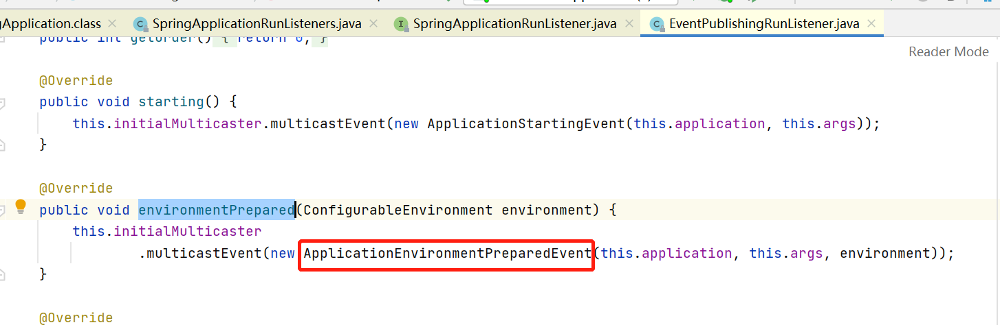 gApplication.class SpringApplicationRunListeners.java SpringApplicationRunListener.java EventPublishingRunListener.java
Reader Mode
public int getOrder() { return 0; }
@Override
public void starting() {
this.initialMulticaster.multicastEvent(new ApplicationStartingEvent(this.application, this.args));
}
@Override
public void environmentPrepared(ConfigurableEnvironment environment) {
this.initialMulticaster
.multicastEvent(new ApplicationEnvironmentPreparedEvent(this.application, this.args, environment));
}
@Override